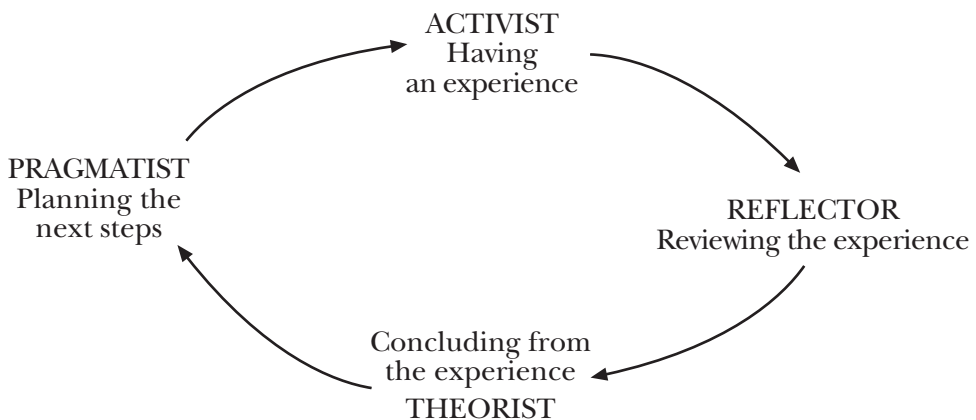 ACTIVIST
Having
an experience
PRAGMATIST
Planning the
next steps
REFLECTOR
Reviewing the experience
Concluding from
the experience
THEORIST